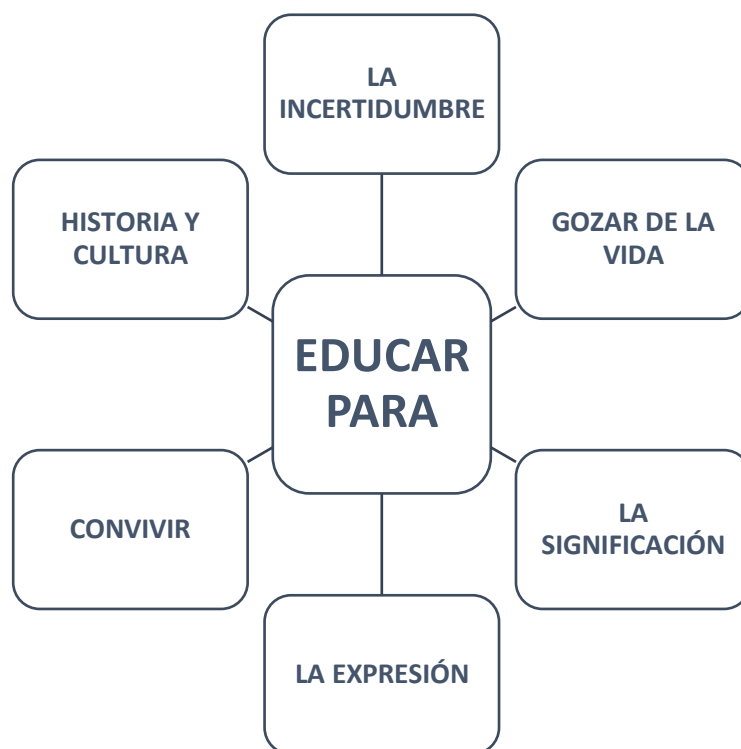 LA
INCERTIDUMBRE
HISTORIA Y
CULTURA
GOZAR DE LA
VIDA
EDUCAR
PARA
CONVIVIR
LA
SIGNIFICACIÓN
LA EXPRESIÓN